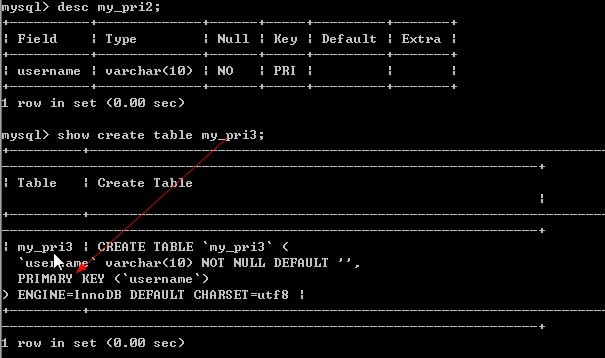 mysql> desc my_pri2;
+----------+-------------+------+-----+---------+-------+
| Field    | Type        | Null | Key | Default | Extra |
+----------+-------------+------+-----+---------+-------+
| username | varchar(10) | NO   | PRI |         |       |
+----------+-------------+------+-----+---------+-------+
1 row in set (0.00 sec)
mysql> show create table my_pri3;
+---------+---------------------------------------------------------
-------------------------------------------------------------------+
| Table   | Create Table
|
+---------+---------------------------------------------------------
-------------------------------------------------------------------+
| my_pri3 | CREATE TABLE `my_pri3` (
  `username` varchar(10) NOT NULL DEFAULT '',
  PRIMARY KEY (`username`)
) ENGINE=InnoDB DEFAULT CHARSET=utf8 |
+---------+---------------------------------------------------------
-------------------------------------------------------------------+
1 row in set (0.00 sec)